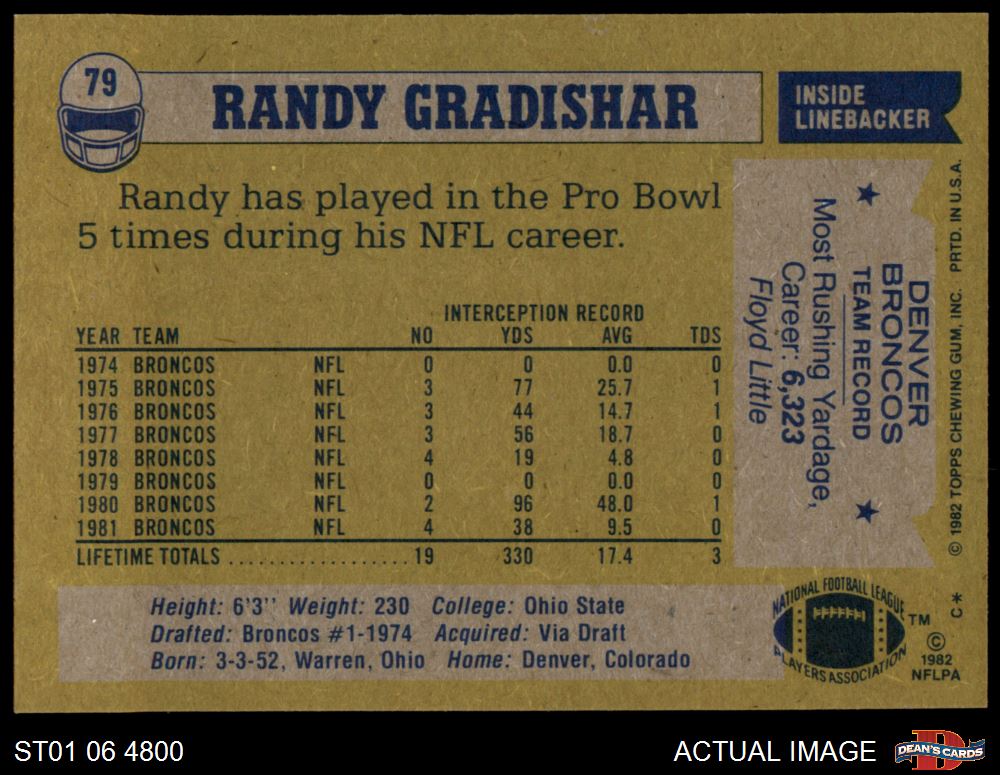 79
RANDY GRADISHAR
INSIDE
LINEBACKER
Randy has played in the Pro Bowl
5 times during his NFL career.
INTERCEPTION RECORD
YEAR TEAM NO YDS AVG TDS
1974 BRONCOS NFL 0 0 0.0 0
1975 BRONCOS NFL 3 77 25.7 1
1976 BRONCOS NFL 3 44 14.7 1
1977 BRONCOS NFL 3 56 18.7 0
1978 BRONCOS NFL 4 19 4.8 0
1979 BRONCOS NFL 0 0 0.0 0
1980 BRONCOS NFL 2 96 48.0 1
1981 BRONCOS NFL 4 38 9.5 0
LIFETIME TOTALS .................. 19 330 17.4 3
DENVER
BRONCOS
★ TEAM RECORD ★
Most Rushing Yardage,
Career: 6,323
Floyd Little
© 1982 TOPPS CHEWING GUM, INC. PRTD. IN U.S.A.
C*
Height: 6'3" Weight: 230 College: Ohio State
Drafted: Broncos #1-1974 Acquired: Via Draft
Born: 3-3-52, Warren, Ohio Home: Denver, Colorado
NATIONAL FOOTBALL LEAGUE
PLAYERS ASSOCIATION
TM
©
1982
NFLPA
ST01 06 4800
ACTUAL IMAGE
D
DEAN'S CARDS